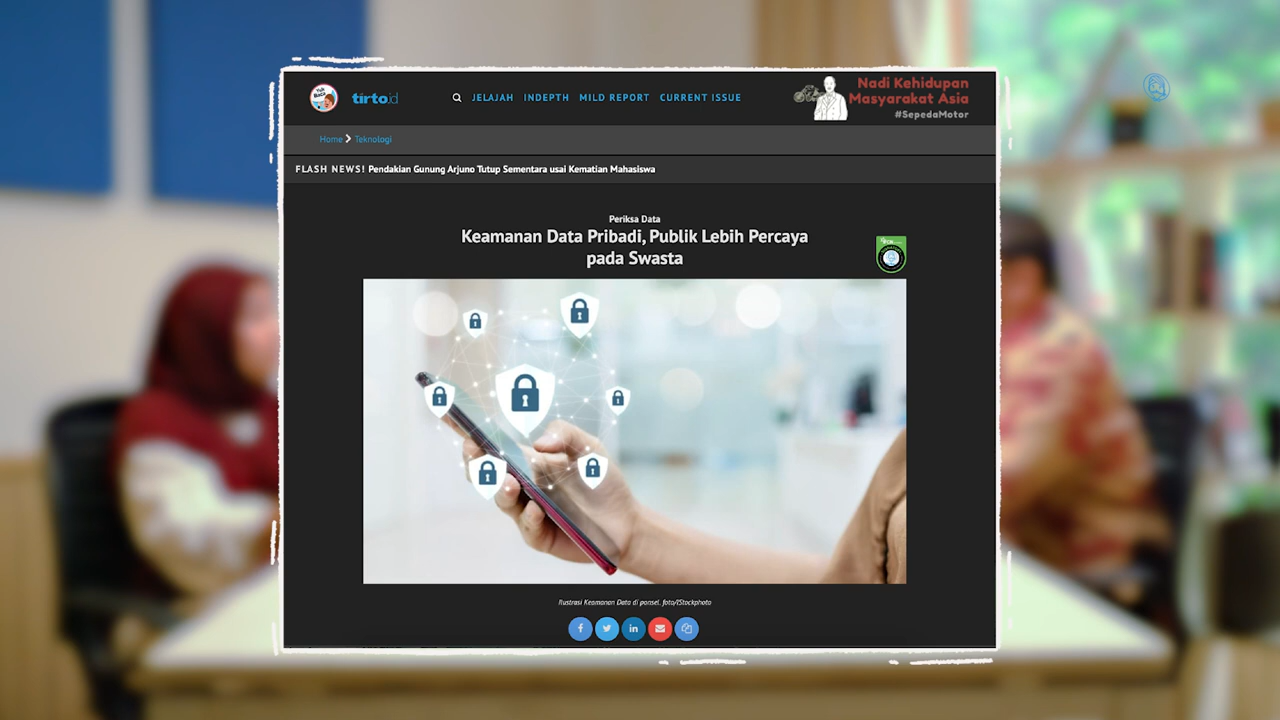 tirto.id
JELAJAH INDEPTH MILD REPORT CURRENT ISSUE
Nadi Kehidupan
Masyarakat Asia
#SepedaMotor
Home > Teknologi
FLASH NEWS! Pendakian Gunung Arjuno Tutup Sementara usai Kematian Mahasiswa
Periksa Data
Keamanan Data Pribadi, Publik Lebih Percaya
pada Swasta
Ilustrasi Keamanan Data di ponsel. foto/iStockphoto